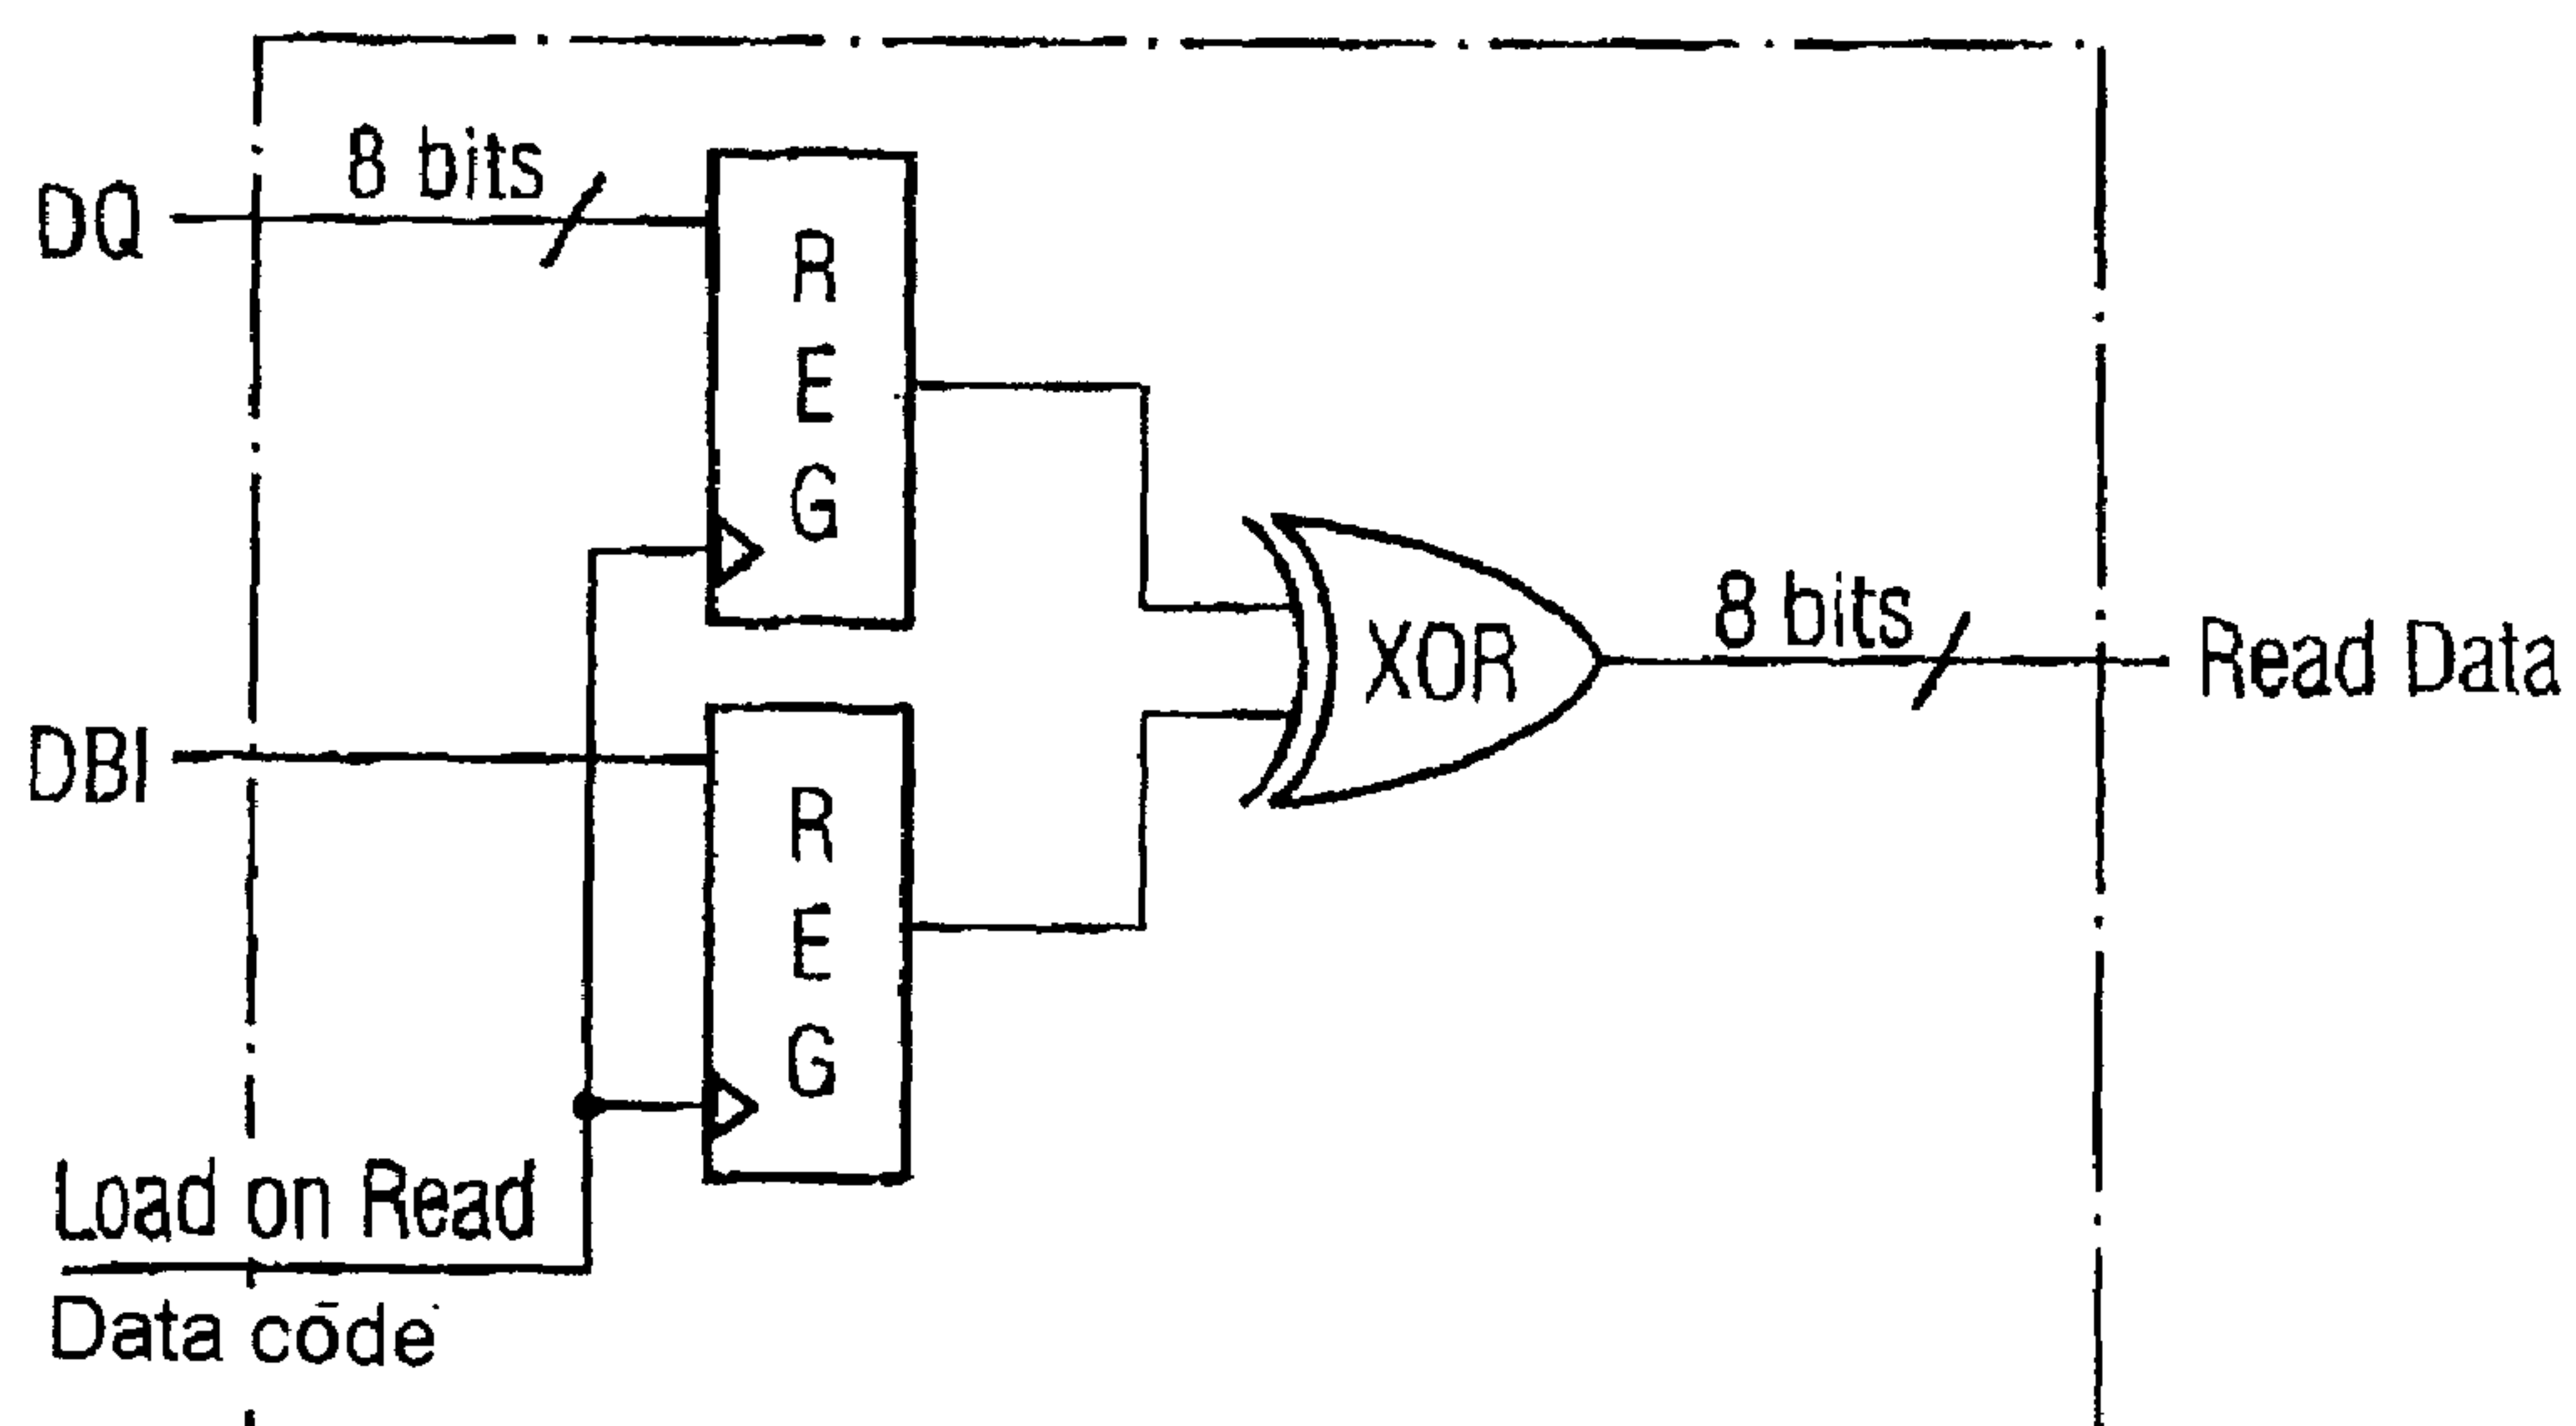 8 bits
DQ
R
E
G
XOR
8 bits
Read Data
DBI
R
E
G
Load on Read
Data code